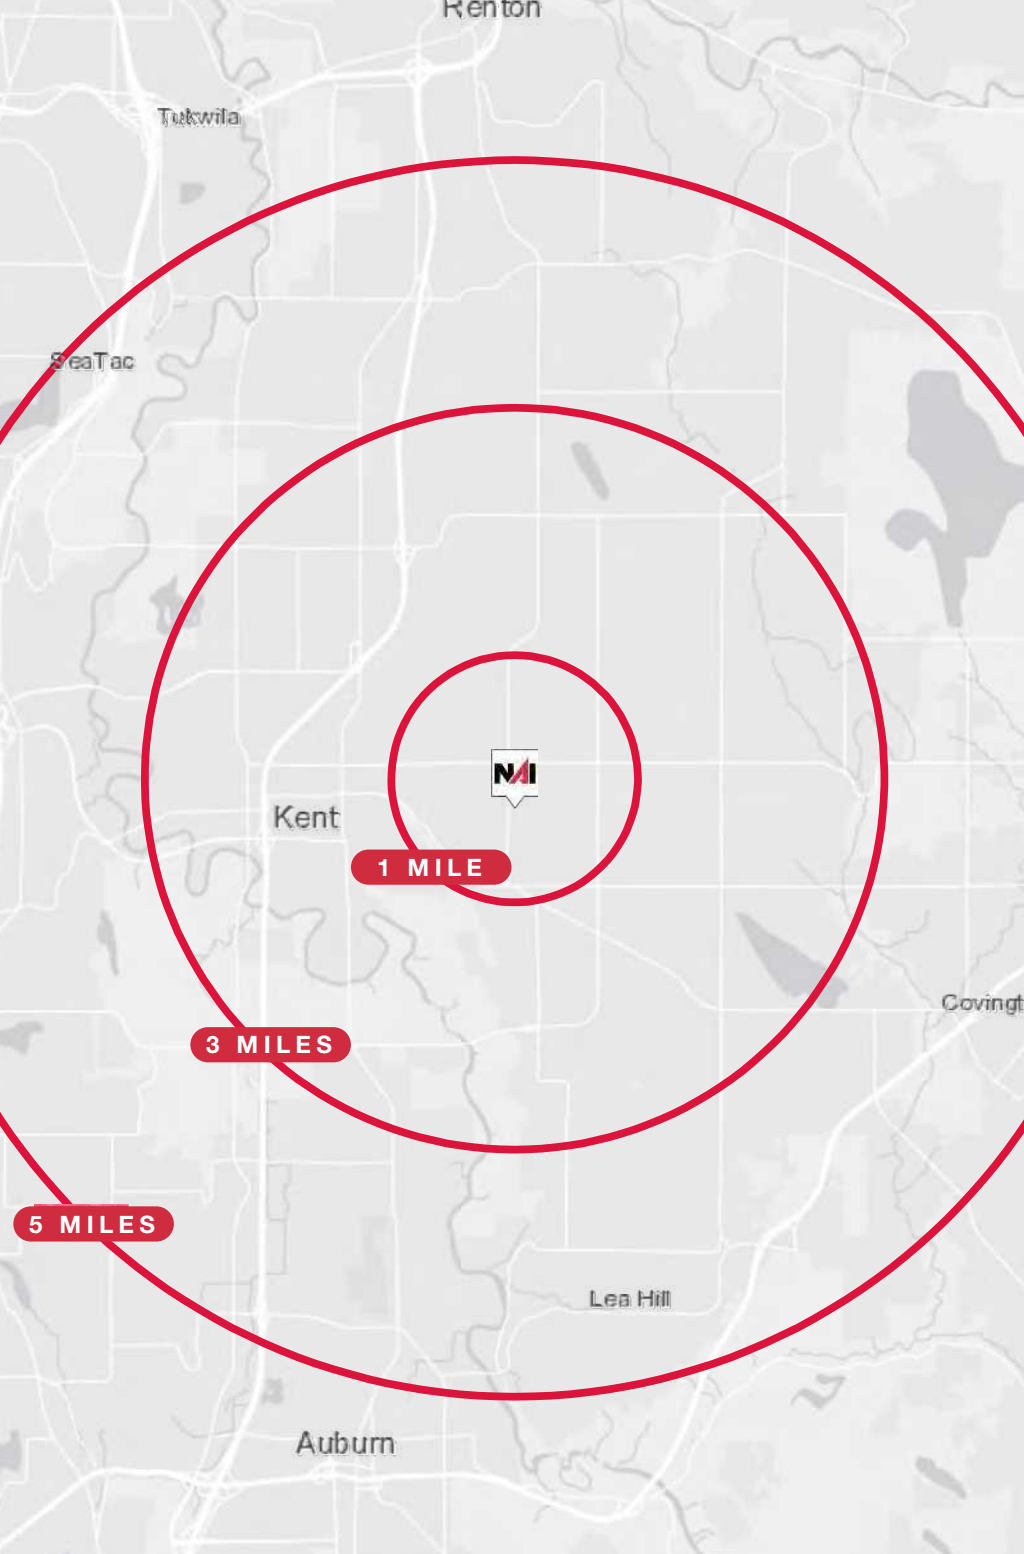 Renton
Tukwila
SeaTac
NAI
Kent
1 MILE
Covingt
3 MILES
5 MILES
Lea Hill
Auburn